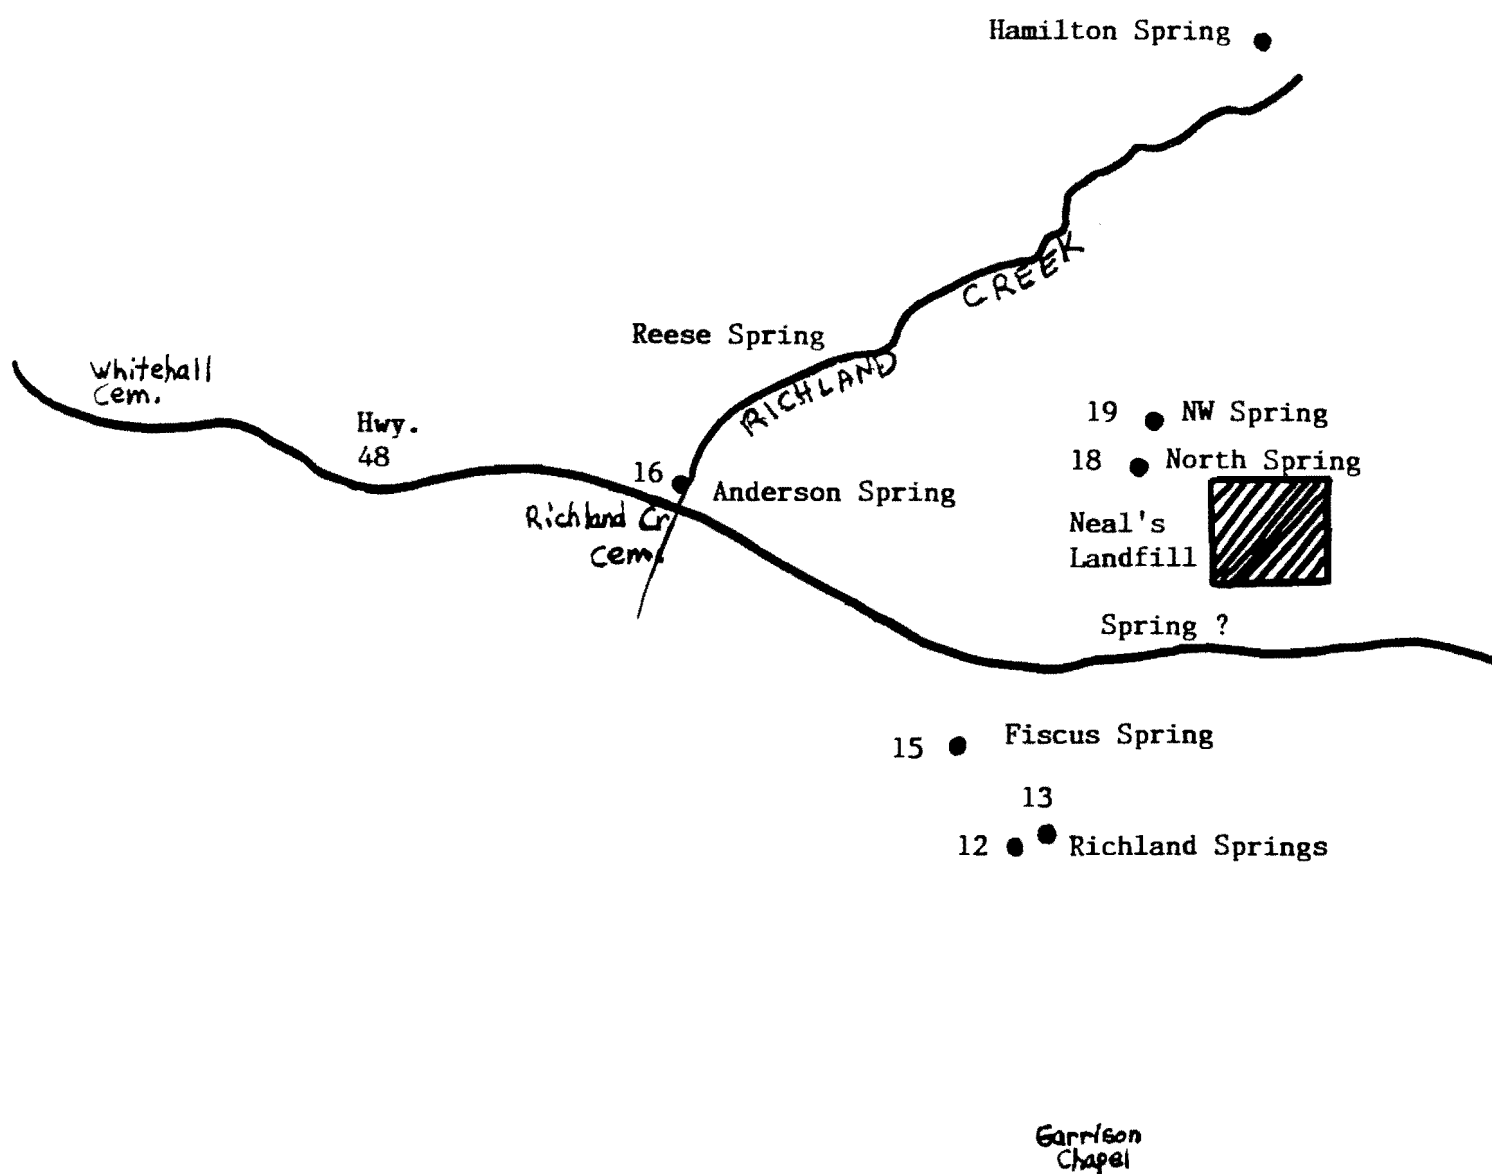 Hamilton Spring
CREEK
Reese Spring
RICHLAND
Whitehall
Cem.
Hwy.
48
19 NW Spring
18 North Spring
16
Anderson Spring
Richland Cr
Cem.
Neal's
Landfill
Spring ?
15 Fiscus Spring
13
12 Richland Springs
Garrison
Chapel